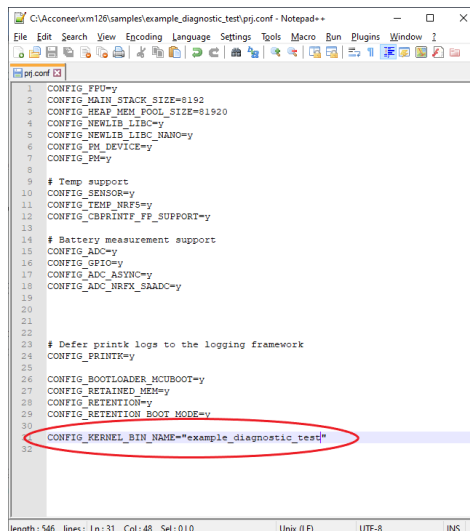 C:\Acconeer\xm126\samples\example_diagnostic_test\prj.conf - Notepad++
File Edit Search View Encoding Language Settings Tools Macro Run Plugins Window ?
prj.conf
1 CONFIG_FPU=y
2 CONFIG_MAIN_STACK_SIZE=8192
3 CONFIG_HEAP_MEM_POOL_SIZE=81920
4 CONFIG_NEWLIB_LIBC=y
5 CONFIG_NEWLIB_LIBC_NANO=y
6 CONFIG_PM_DEVICE=y
7 CONFIG_PM=y
8
9 # Temp support
10 CONFIG_SENSOR=y
11 CONFIG_TEMP_NRF5=y
12 CONFIG_CBPRINTF_FP_SUPPORT=y
13
14 # Battery measurement support
15 CONFIG_ADC=y
16 CONFIG_GPIO=y
17 CONFIG_ADC_ASYNC=y
18 CONFIG_ADC_NRFX_SAADC=y
19
20
21
22
23 # Defer printk logs to the logging framework
24 CONFIG_PRINTK=y
25
26 CONFIG_BOOTLOADER_MCUBOOT=y
27 CONFIG_RETAINED_MEM=y
28 CONFIG_RETENTION=y
29 CONFIG_RETENTION_BOOT_MODE=y
30
31 CONFIG_KERNEL_BIN_NAME="example_diagnostic_test"
32
length : 546 lines: Ln : 31 Col : 48 Sel : 0 | 0 Unix (LF) UTF-8 INS